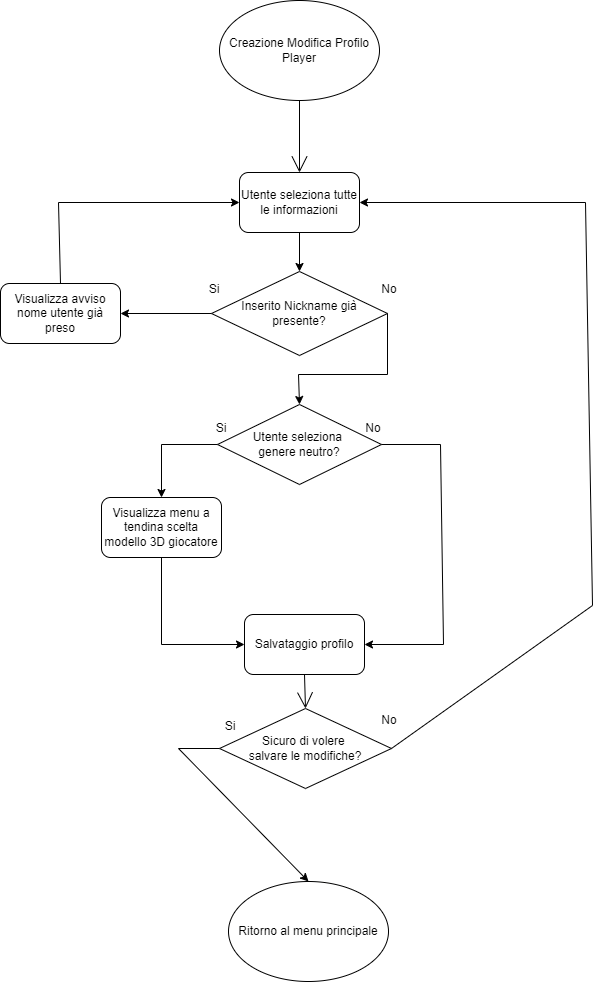 Creazione Modifica Profilo
Player
Utente seleziona tutte
le informazioni
Si
No
Visualizza avviso
nome utente già
preso
Inserito Nickname già
presente?
Si
No
Utente seleziona
genere neutro?
Visualizza menu a
tendina scelta
modello 3D giocatore
Salvataggio profilo
Si
No
Sicuro di volere
salvare le modifiche?
Ritorno al menu principale